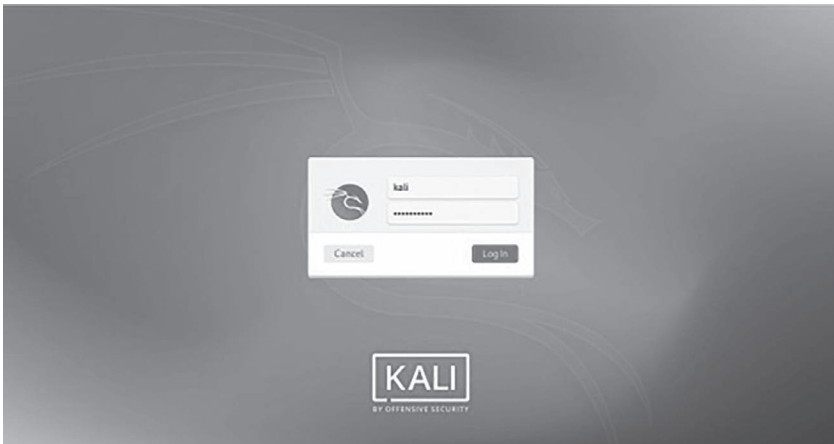 kali
••••••••••
Cancel
Log In
KALI
BY OFFENSIVE SECURITY